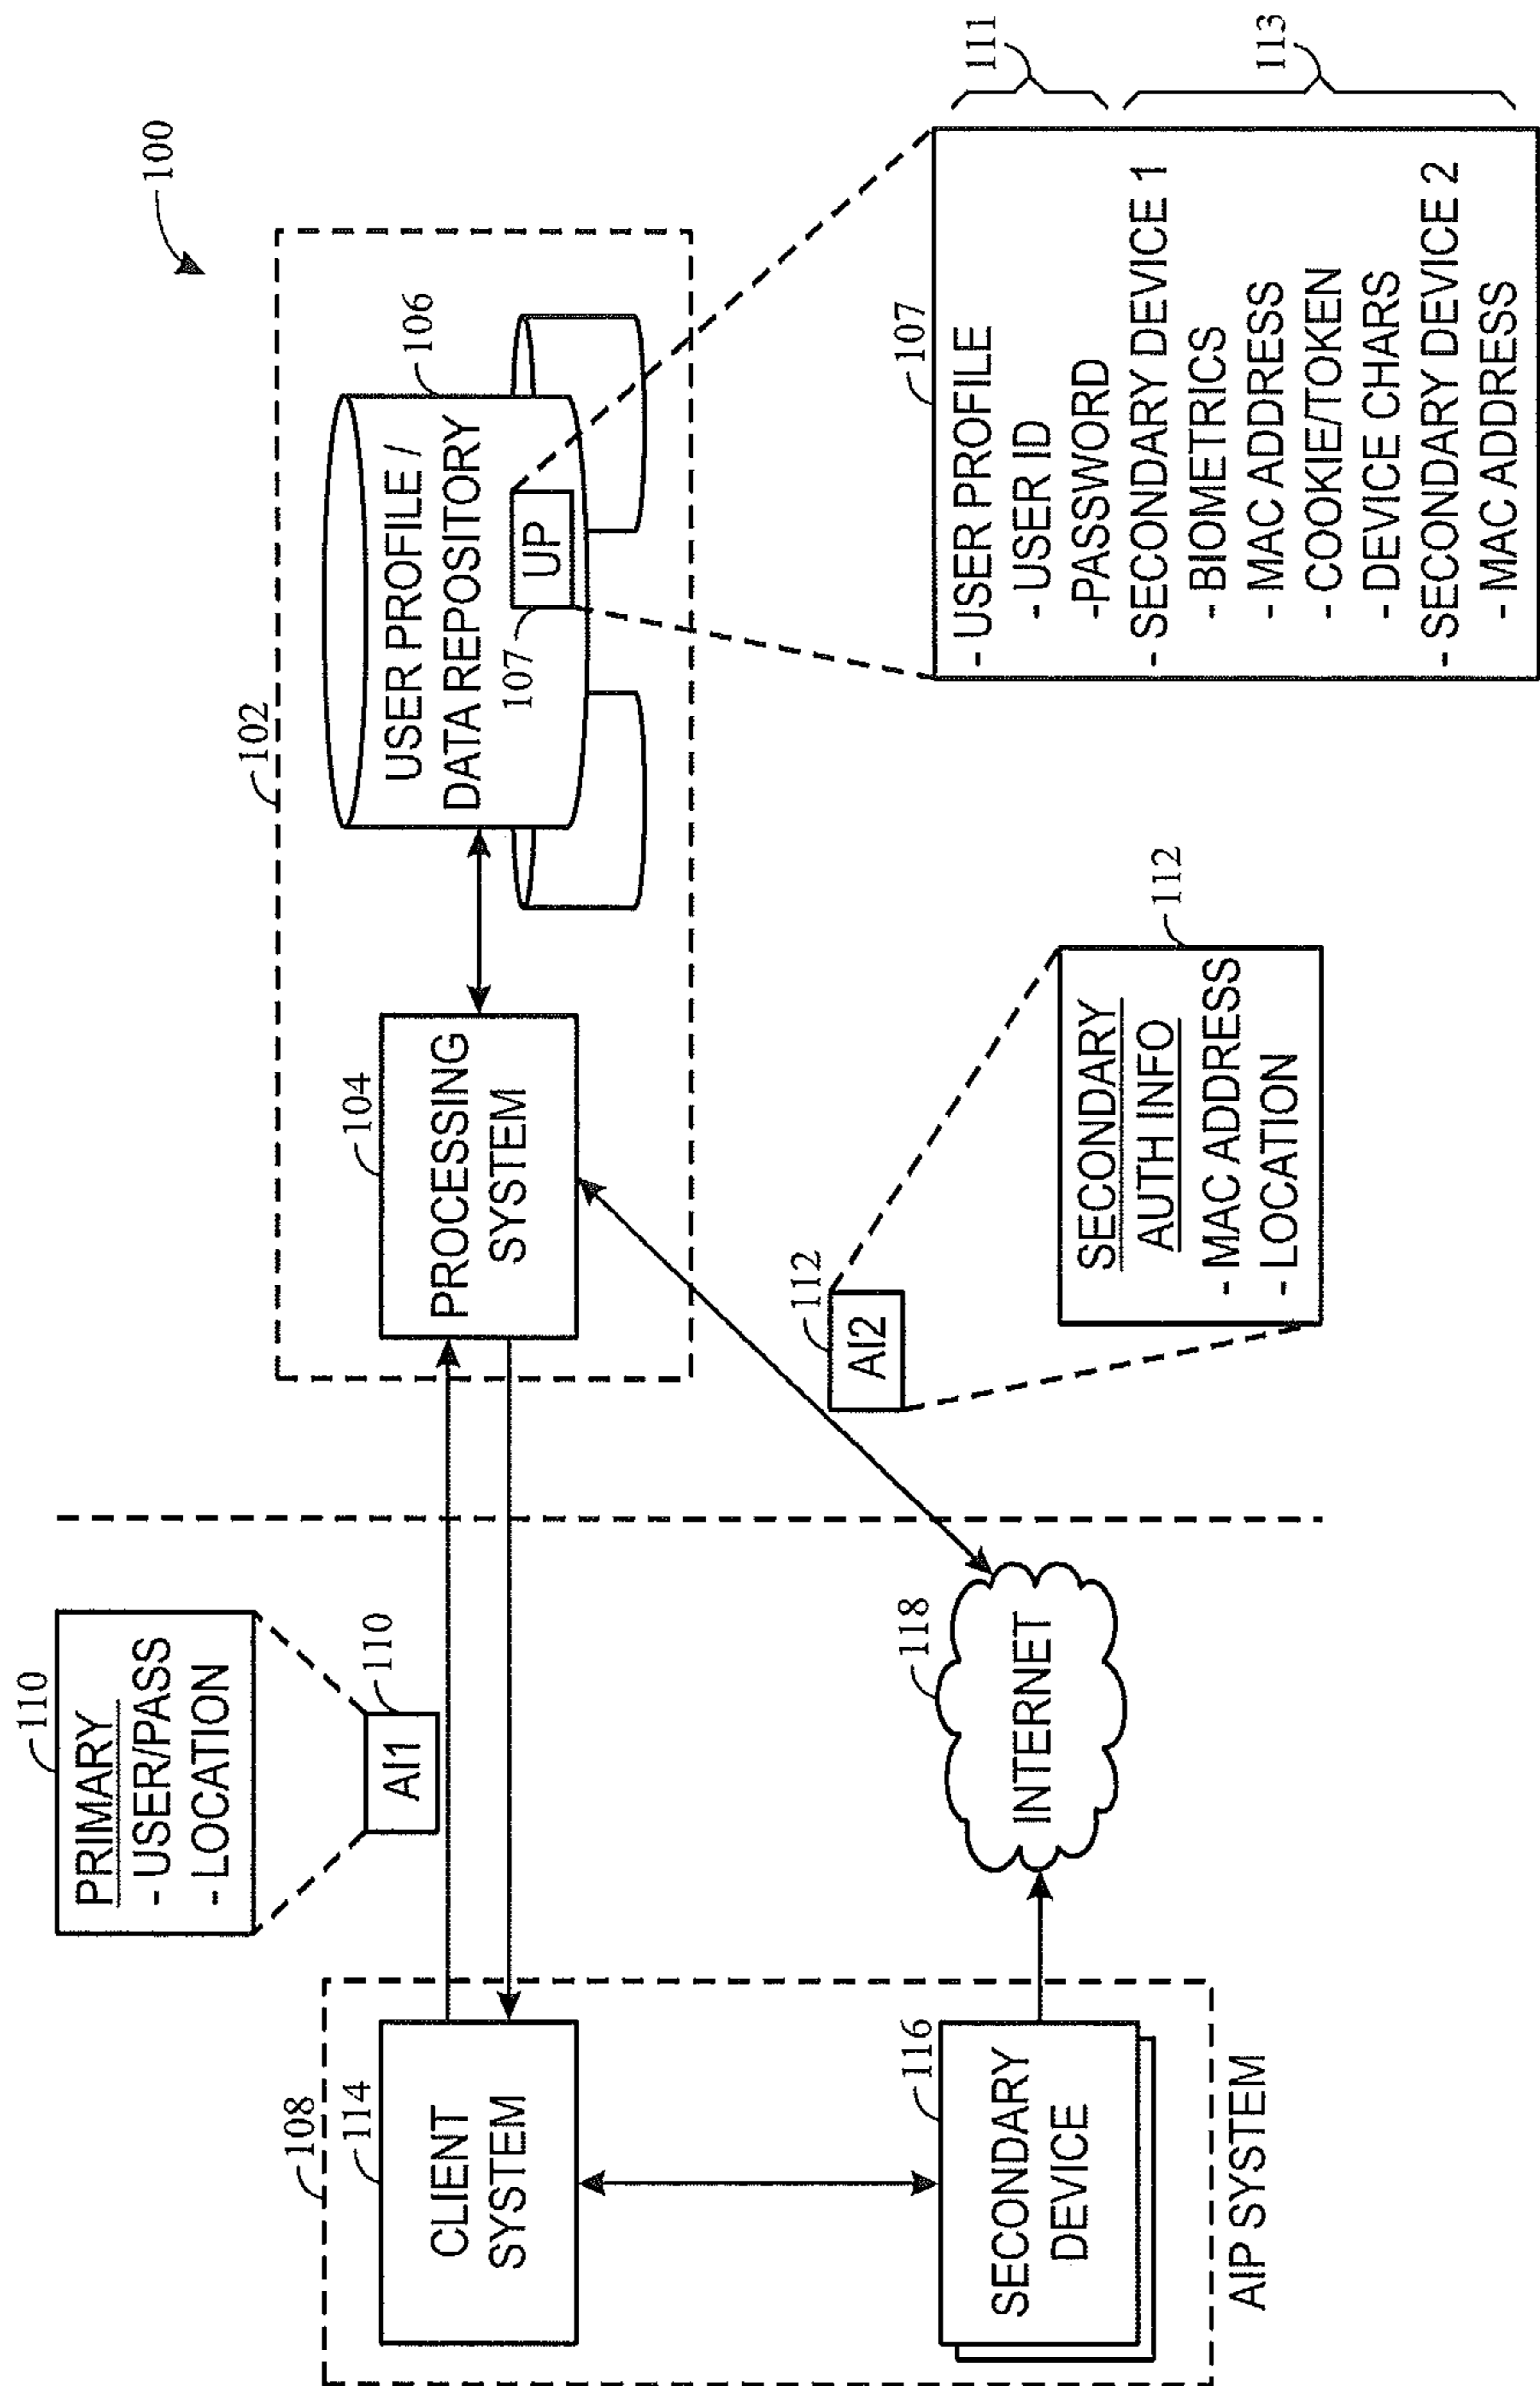 100
102
104
PROCESSING
SYSTEM
106
USER PROFILE /
DATA REPOSITORY
107
UP
110
PRIMARY
- USER/PASS
- LOCATION
110
AI1
108
114
CLIENT
SYSTEM
116
SECONDARY
DEVICE
AIP SYSTEM
118
INTERNET
112
AI2
112
SECONDARY
AUTH INFO
- MAC ADDRESS
- LOCATION
107
- USER PROFILE
- USER ID
-PASSWORD
- SECONDARY DEVICE 1
- BIOMETRICS
- MAC ADDRESS
- COOKIE/TOKEN
- DEVICE CHARS
- SECONDARY DEVICE 2
- MAC ADDRESS
111
113